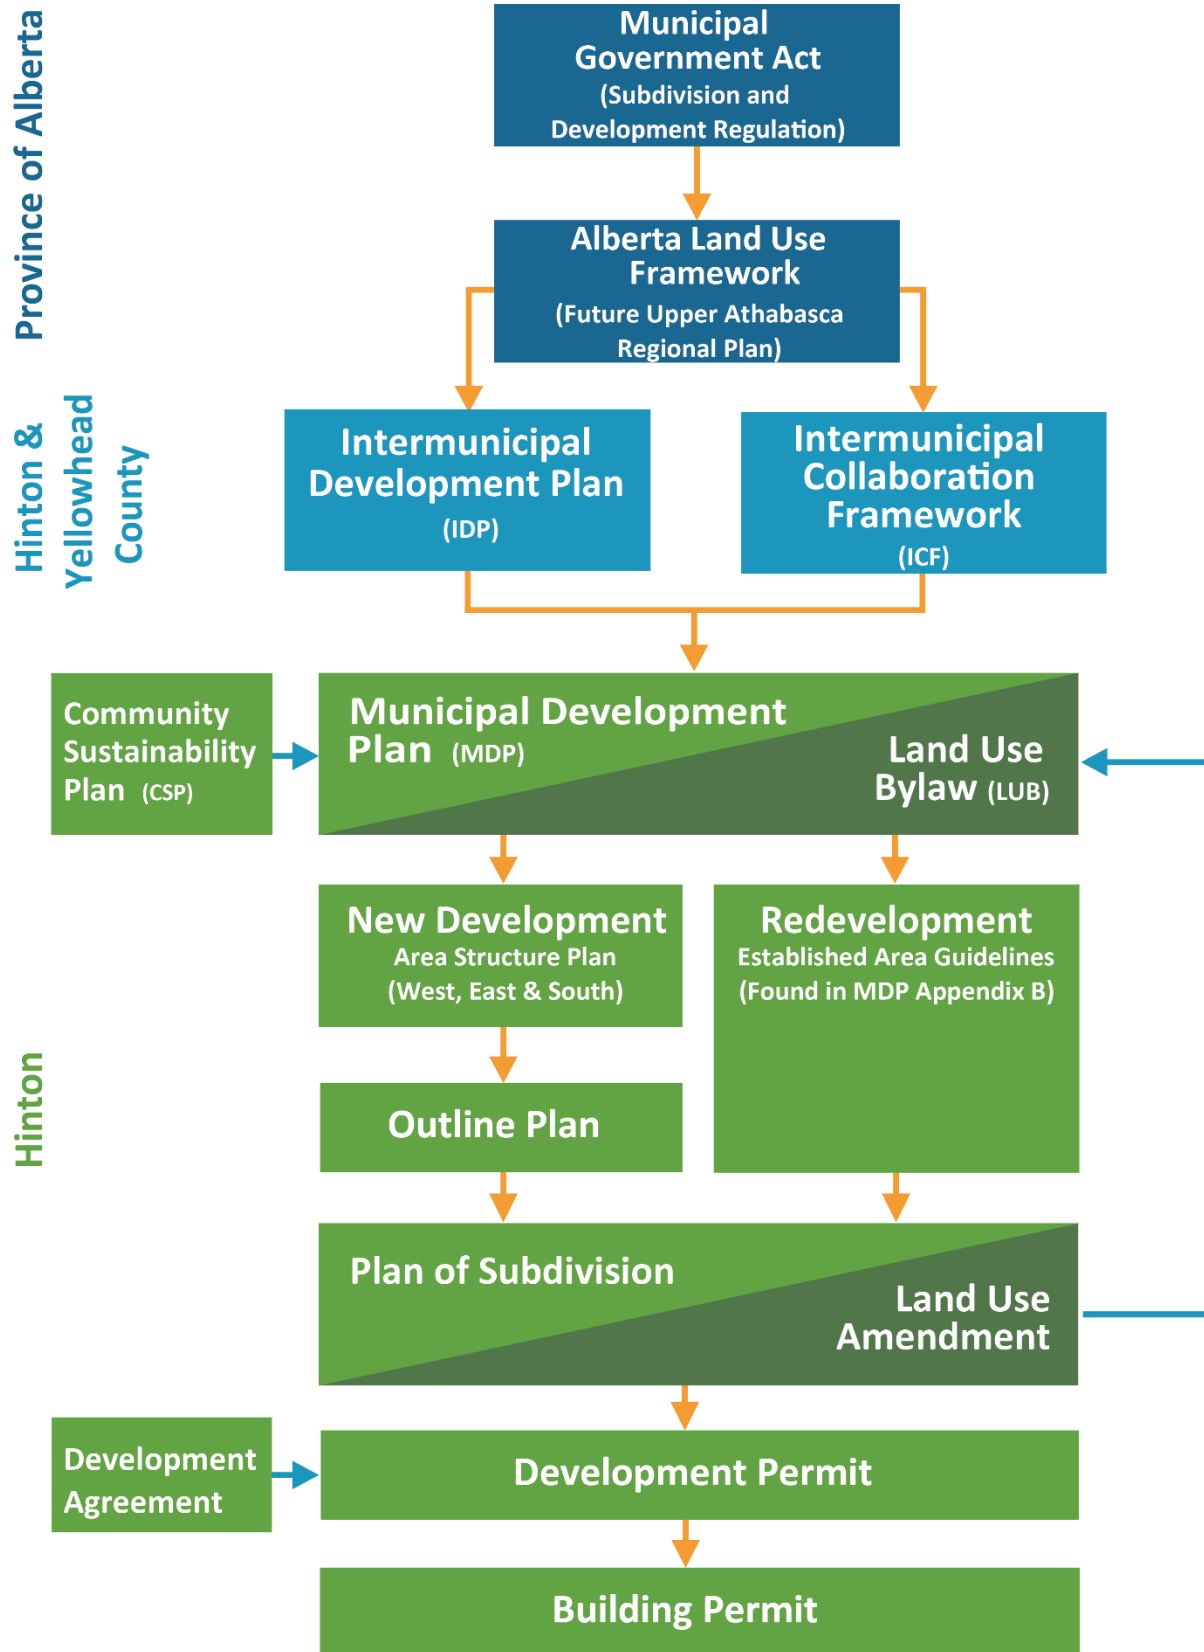 Province of Alberta
Municipal
Government Act
(Subdivision and
Development Regulation)
Alberta Land Use
Framework
(Future Upper Athabasca
Regional Plan)
Hinton &
Yellowhead
County
Intermunicipal
Development Plan
(IDP)
Intermunicipal
Collaboration
Framework
(ICF)
Hinton
Community
Sustainability
Plan (CSP)
Municipal Development
Plan (MDP)
Land Use
Bylaw (LUB)
New Development
Area Structure Plan
(West, East & South)
Redevelopment
Established Area Guidelines
(Found in MDP Appendix B)
Outline Plan
Plan of Subdivision
Land Use
Amendment
Development
Agreement
Development Permit
Building Permit